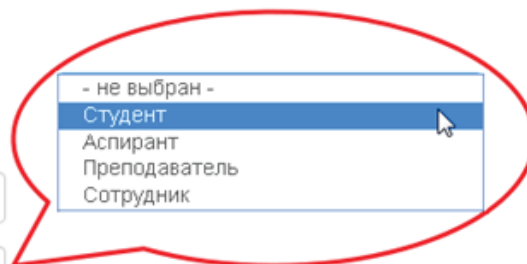 - не выбран -
Студент
Аспирант
Преподаватель
Сотрудник